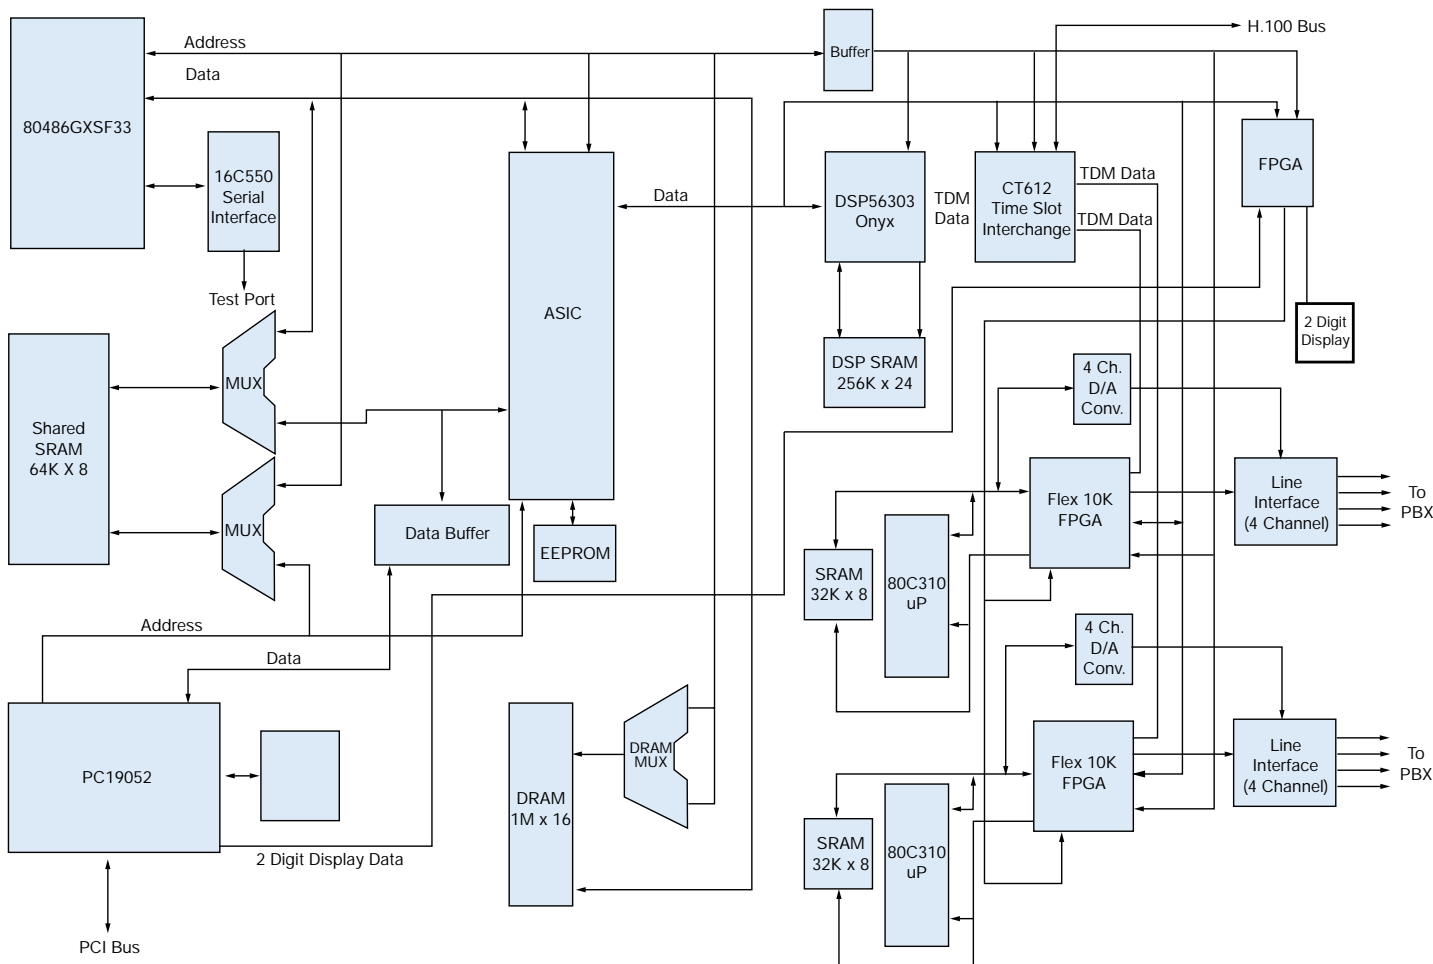 H.100 Bus
Address
Buffer
Data
80486GXSF33
16C550
Serial
Interface
Test Port
ASIC
Data
DSP56303
Onyx
TDM
Data
CT612
Time Slot
Interchange
TDM Data
TDM Data
FPGA
2 Digit
Display
DSP SRAM
256K x 24
4 Ch.
D/A
Conv.
MUX
Shared
SRAM
64K X 8
MUX
Data Buffer
EEPROM
Flex 10K
FPGA
Line
Interface
(4 Channel)
To
PBX
SRAM
32K x 8
80C310
uP
Address
Data
4 Ch.
D/A
Conv.
PC19052
DRAM
MUX
DRAM
1M x 16
Flex 10K
FPGA
Line
Interface
(4 Channel)
To
PBX
SRAM
32K x 8
80C310
uP
2 Digit Display Data
PCI Bus